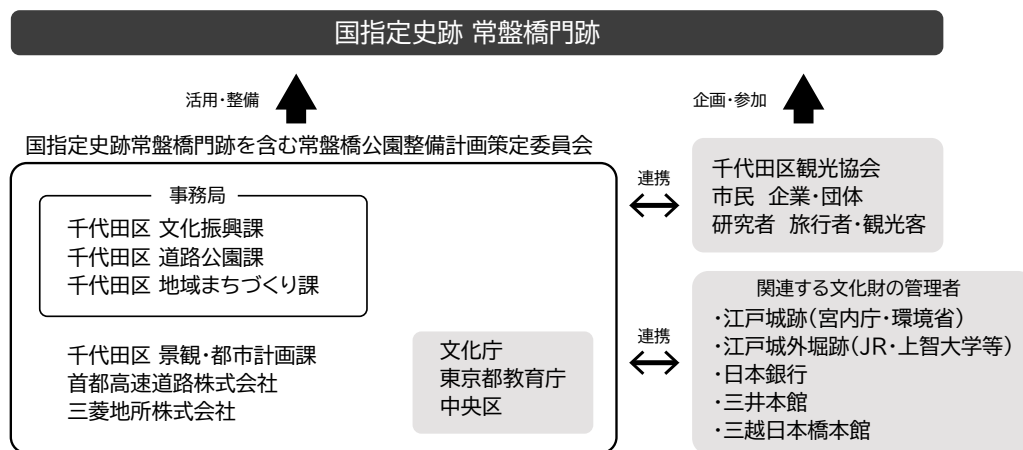 国指定史跡 常盤橋門跡
活用・整備
企画・参加
国指定史跡常盤橋門跡を含む常盤橋公園整備計画策定委員会
事務局
千代田区 文化振興課
千代田区 道路公園課
千代田区 地域まちづくり課
千代田区 景観・都市計画課
首都高速道路株式会社
三菱地所株式会社
文化庁
東京都教育庁
中央区
連携
千代田区観光協会
市民 企業・団体
研究者 旅行者・観光客
連携
関連する文化財の管理者
・江戸城跡(宮内庁・環境省)
・江戸城外堀跡(JR・上智大学等)
・日本銀行
・三井本館
・三越日本橋本館